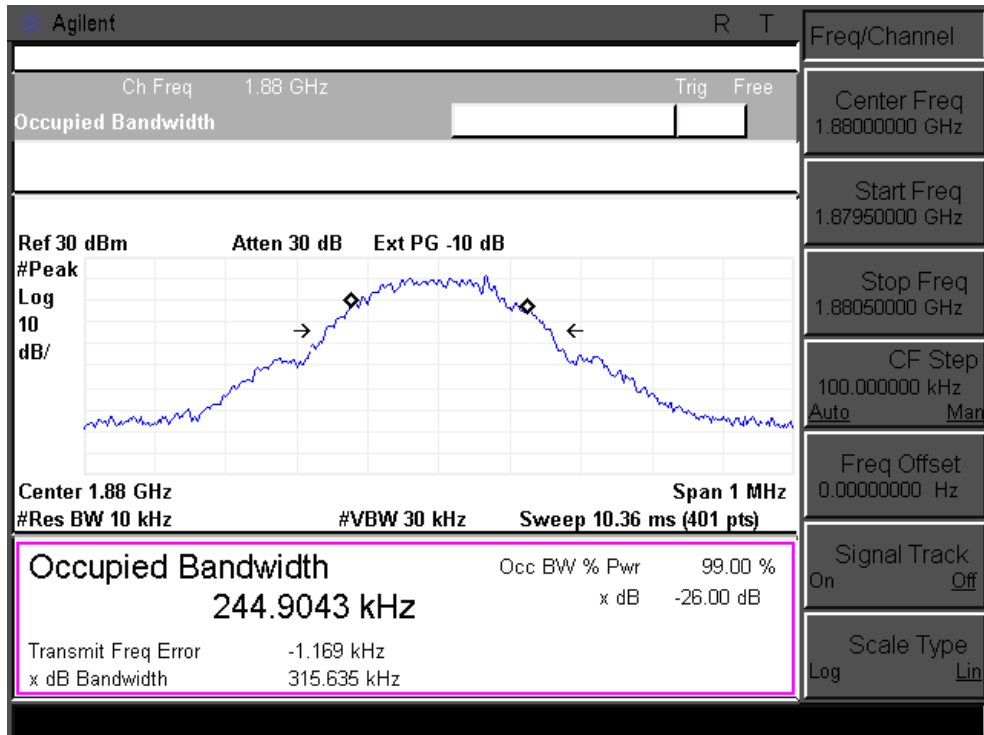 Agilent R T
Ch Freq 1.88 GHz Trig Free
Occupied Bandwidth
Ref 30 dBm Atten 30 dB Ext PG -10 dB
#Peak
Log
10
dB/
Center 1.88 GHz Span 1 MHz
#Res BW 10 kHz #VBW 30 kHz Sweep 10.36 ms (401 pts)
Occupied Bandwidth Occ BW % Pwr 99.00 %
244.9043 kHz x dB -26.00 dB
Transmit Freq Error -1.169 kHz
x dB Bandwidth 315.635 kHz
Freq/Channel
Center Freq
1.88000000 GHz
Start Freq
1.87950000 GHz
Stop Freq
1.88050000 GHz
CF Step
100.000000 kHz
Auto Man
Freq Offset
0.00000000 Hz
Signal Track
On Off
Scale Type
Log Lin